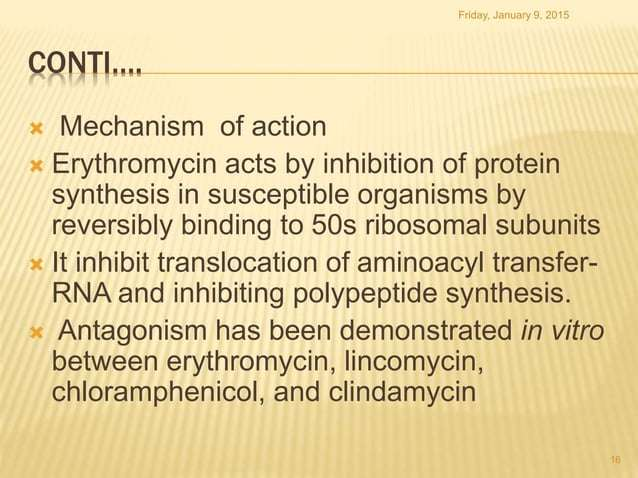 Friday, January 9, 2015
CONTI....
Mechanism of action
Erythromycin acts by inhibition of protein
synthesis in susceptible organisms by
reversibly binding to 50s ribosomal subunits
It inhibit translocation of aminoacyl transfer-
RNA and inhibiting polypeptide synthesis.
Antagonism has been demonstrated in vitro
between erythromycin, lincomycin,
chloramphenicol, and clindamycin
16